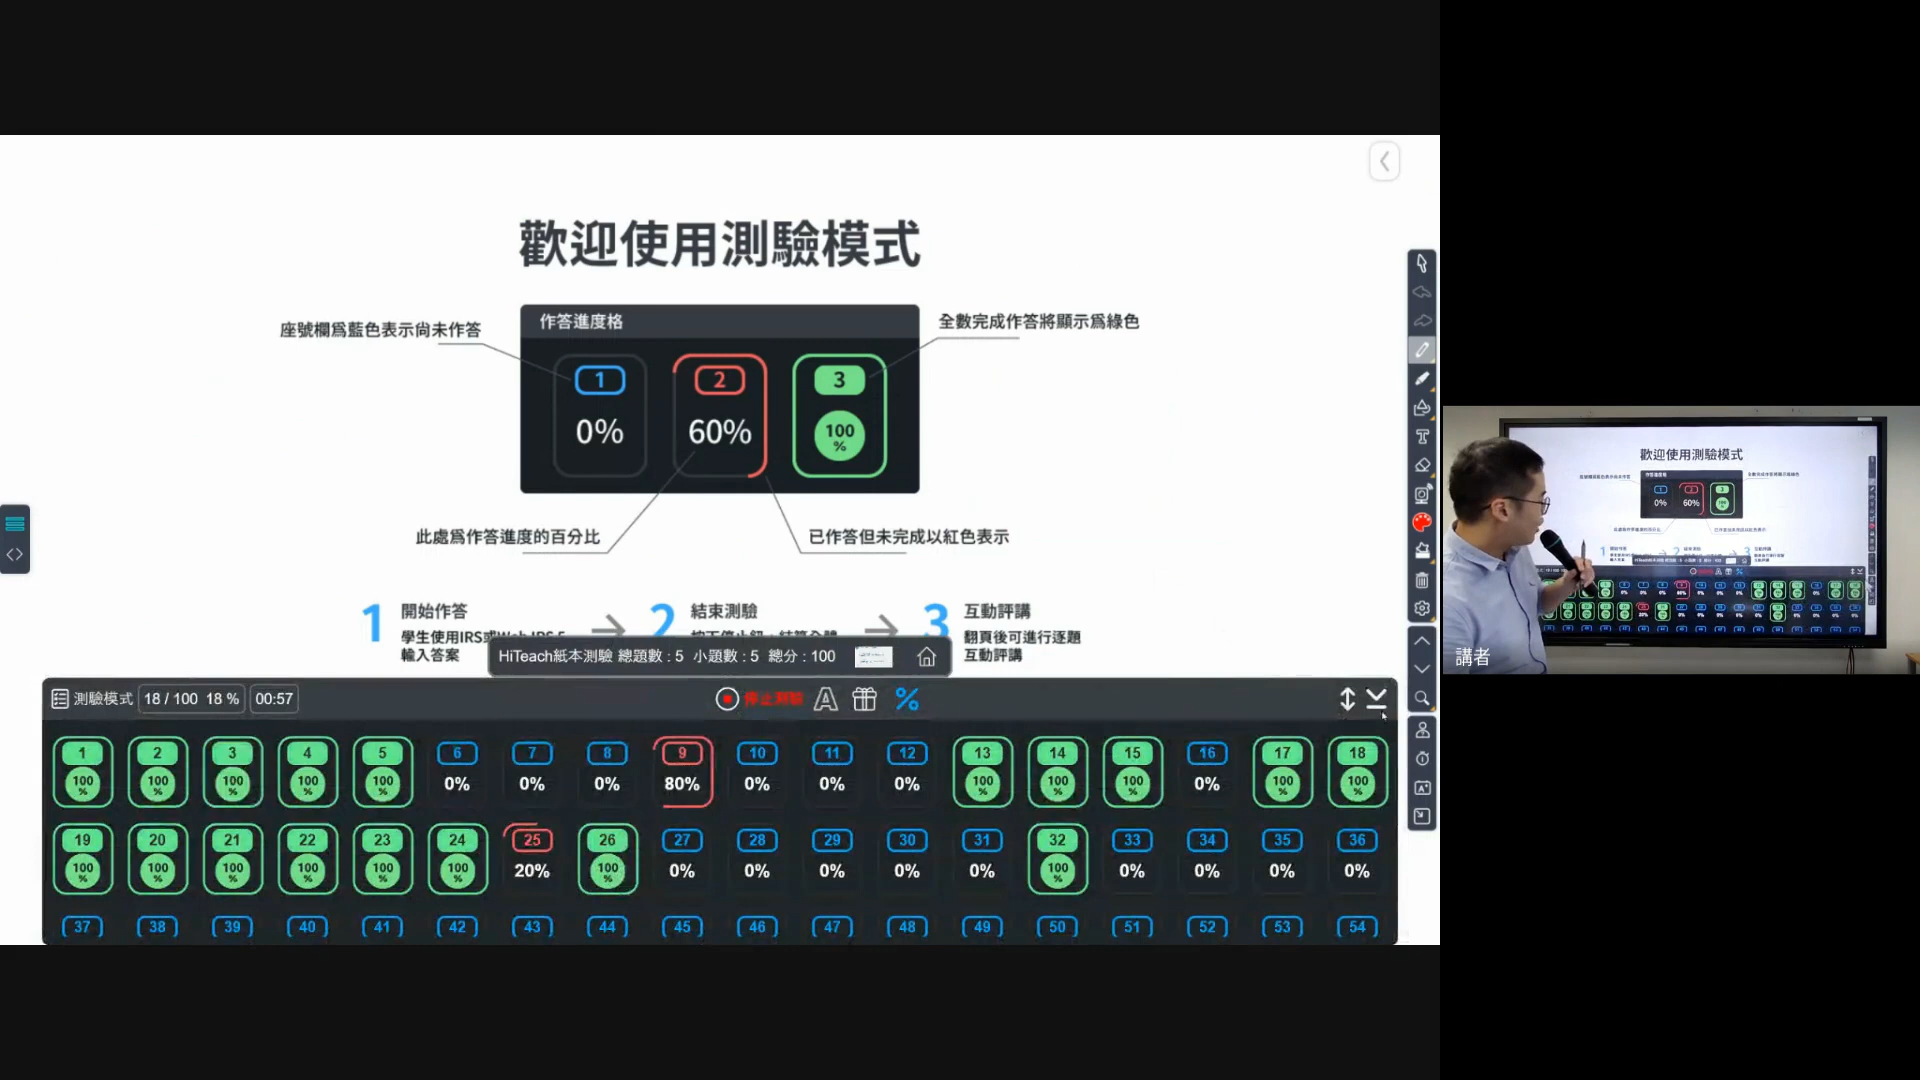 歡迎使用測驗模式
作答進度格
座號欄爲藍色表示尚未作答
全數完成作答將顯示爲綠色
1 2 3
0% 60% 100%
此處爲作答進度的百分比
已作答但未完成以紅色表示
1 開始作答
學生使用IRS或Web IRS 5
輸入答案
2 結束測驗
3 互動評講
翻頁後可進行逐題
互動評講
HiTeach紙本測驗 總題數 : 5 小題數 : 5 總分 : 100
測驗模式 18 / 100 18 % 00:57 停止測驗
1 2 3 4 5 6 7 8 9 10 11 12 13 14 15 16 17 18
100% 100% 100% 100% 100% 0% 0% 0% 80% 0% 0% 0% 100% 100% 100% 0% 100% 100%
19 20 21 22 23 24 25 26 27 28 29 30 31 32 33 34 35 36
100% 100% 100% 100% 100% 100% 20% 100% 0% 0% 0% 0% 0% 100% 0% 0% 0% 0%
37 38 39 40 41 42 43 44 45 46 47 48 49 50 51 52 53 54
歡迎使用測驗模式
講者